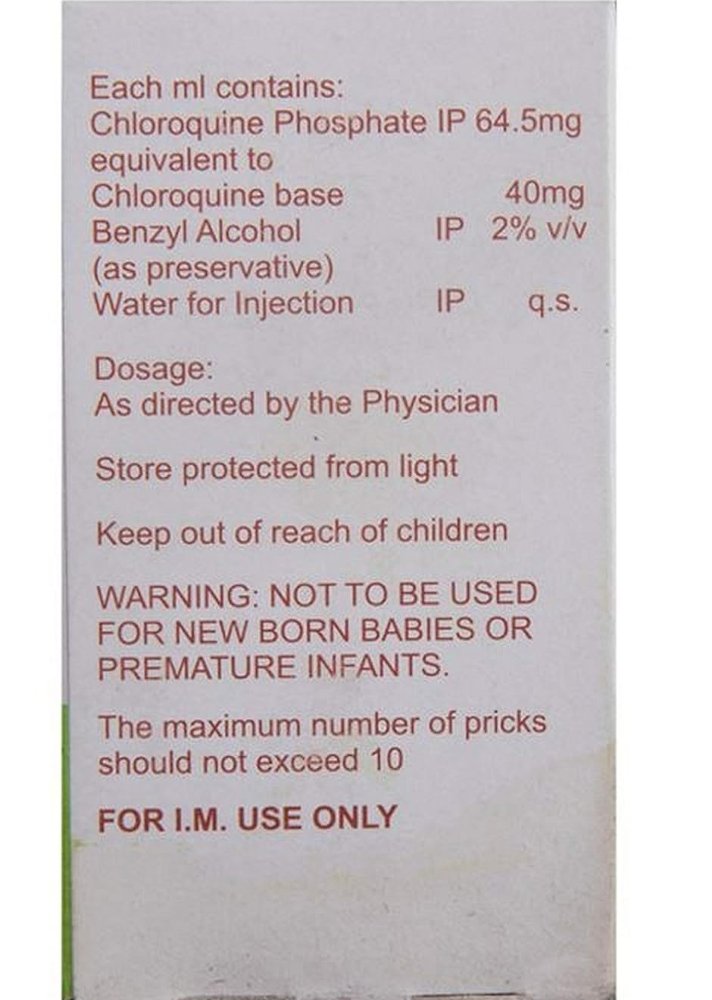 Each ml contains:
Chloroquine Phosphate IP 64.5mg
equivalent to
Chloroquine base 40mg
Benzyl Alcohol IP 2% v/v
(as preservative)
Water for Injection IP q.s.
Dosage:
As directed by the Physician
Store protected from light
Keep out of reach of children
WARNING: NOT TO BE USED
FOR NEW BORN BABIES OR
PREMATURE INFANTS.
The maximum number of pricks
should not exceed 10
FOR I.M. USE ONLY